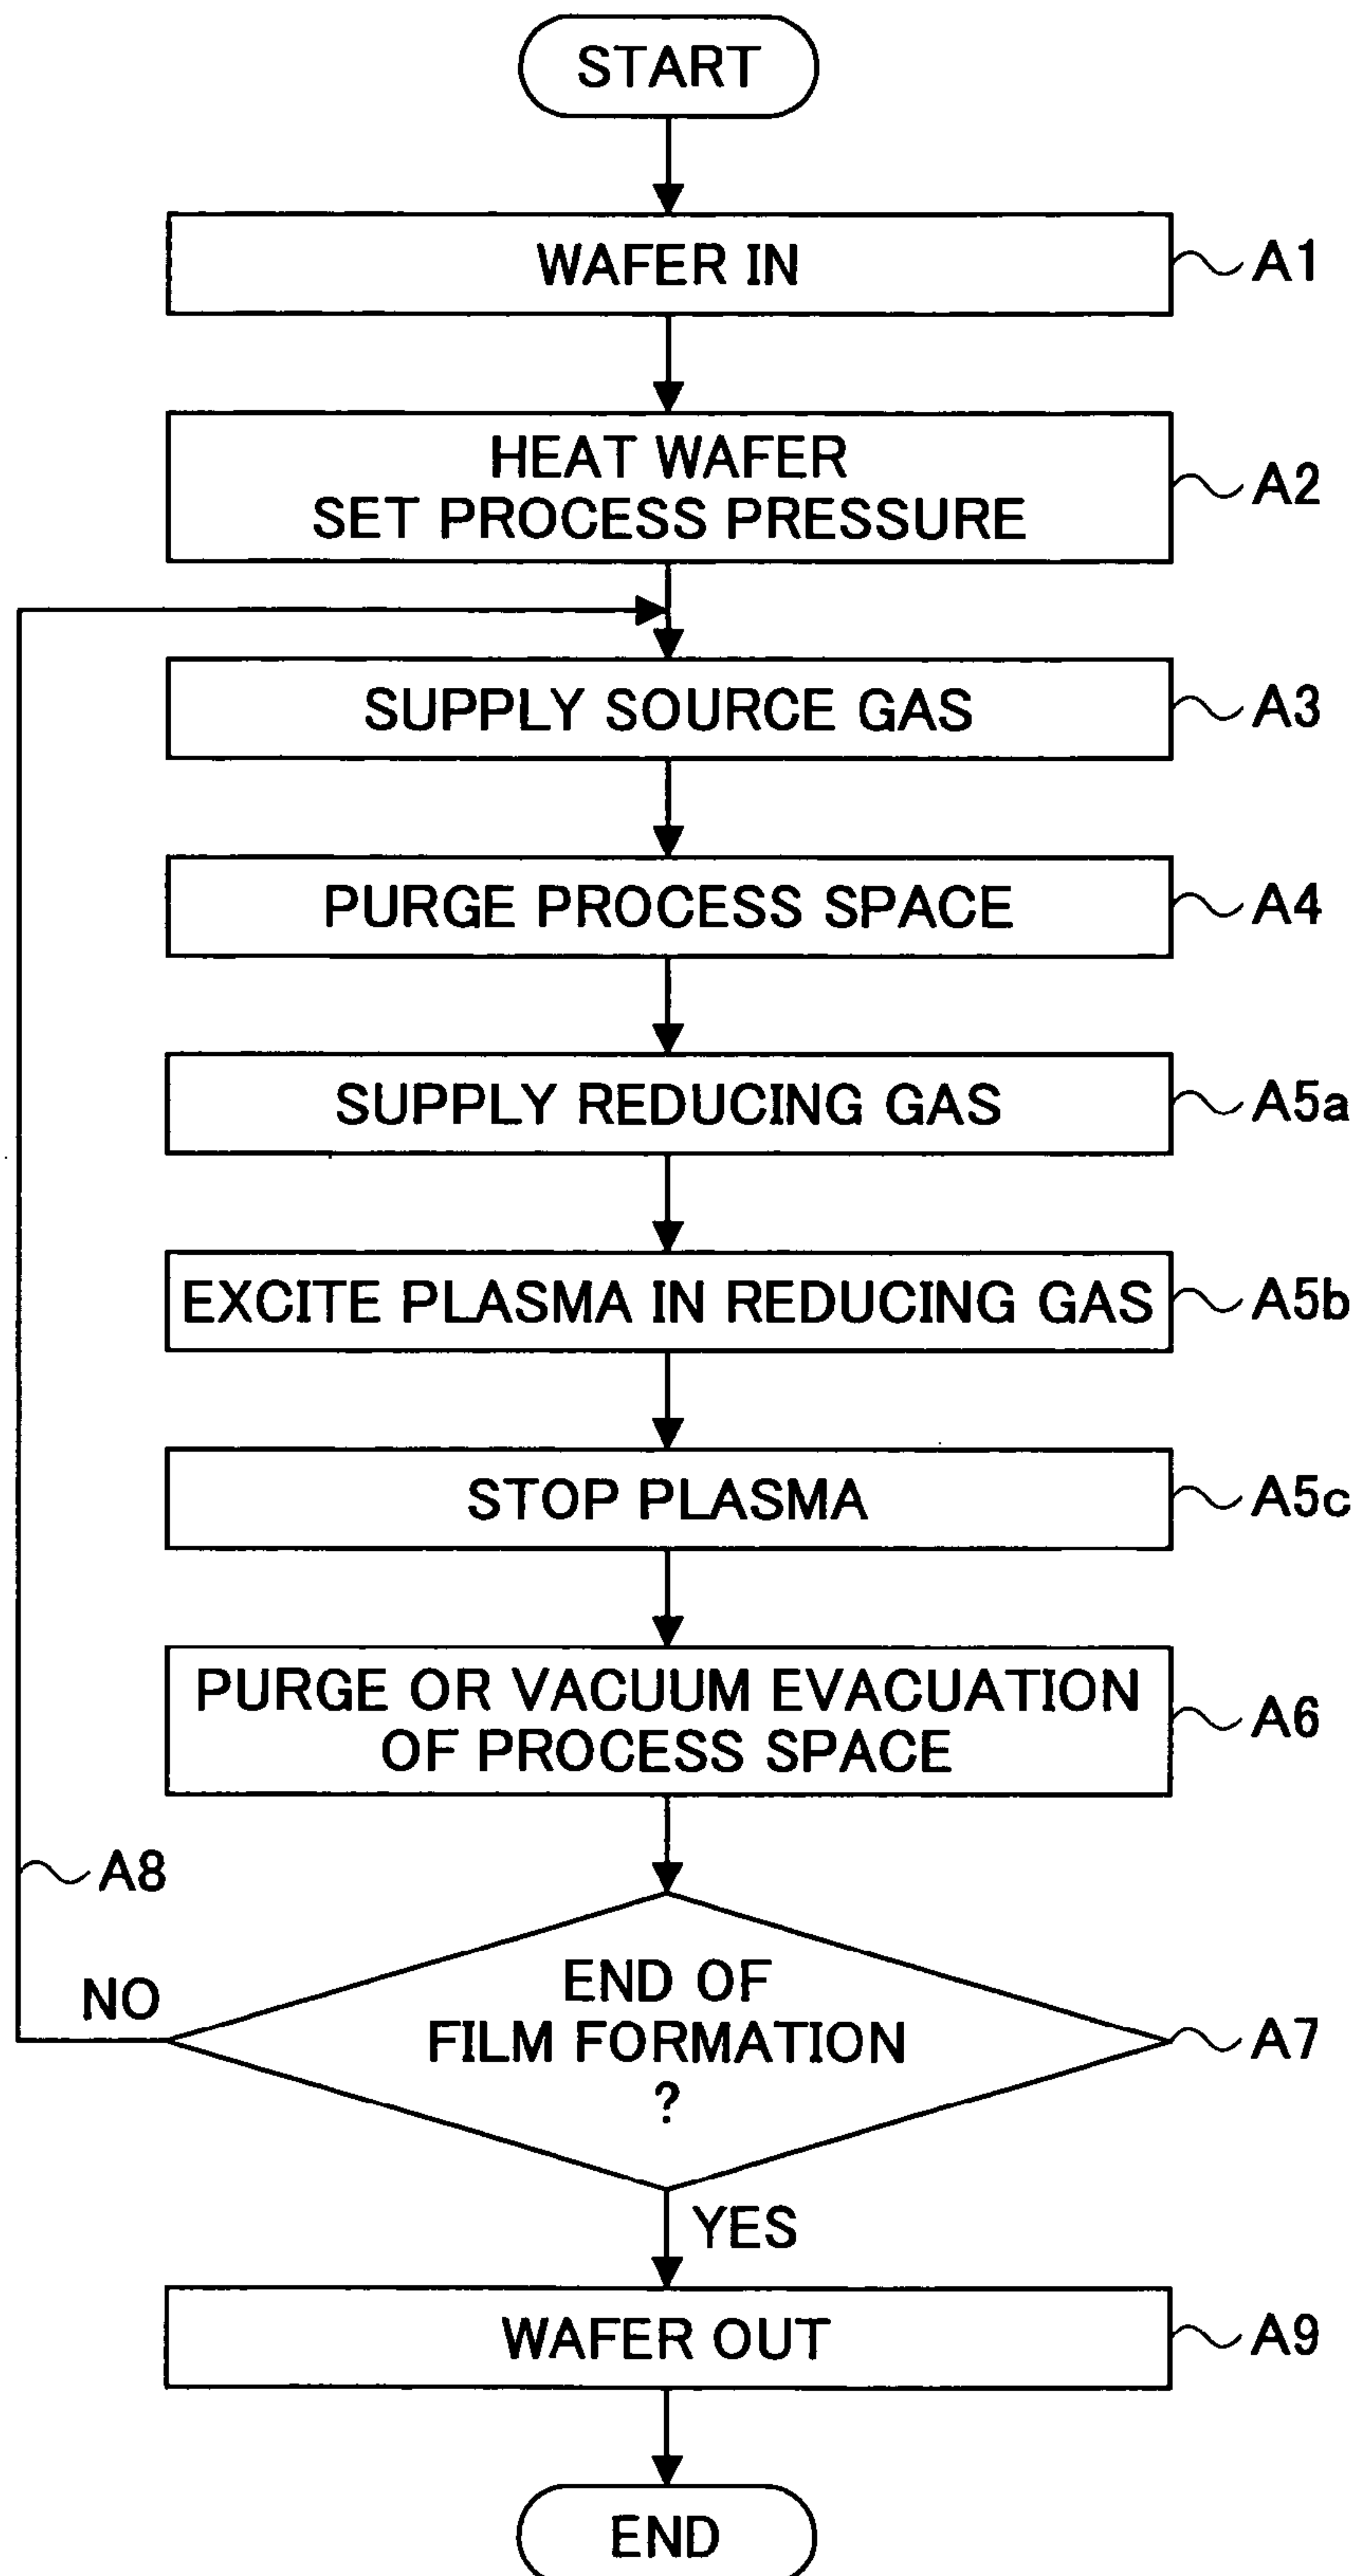 START
WAFER IN
A1
HEAT WAFER
SET PROCESS PRESSURE
A2
SUPPLY SOURCE GAS
A3
PURGE PROCESS SPACE
A4
SUPPLY REDUCING GAS
A5a
EXCITE PLASMA IN REDUCING GAS
A5b
STOP PLASMA
A5c
PURGE OR VACUUM EVACUATION
OF PROCESS SPACE
A6
A8
NO
END OF
FILM FORMATION
?
A7
YES
WAFER OUT
A9
END